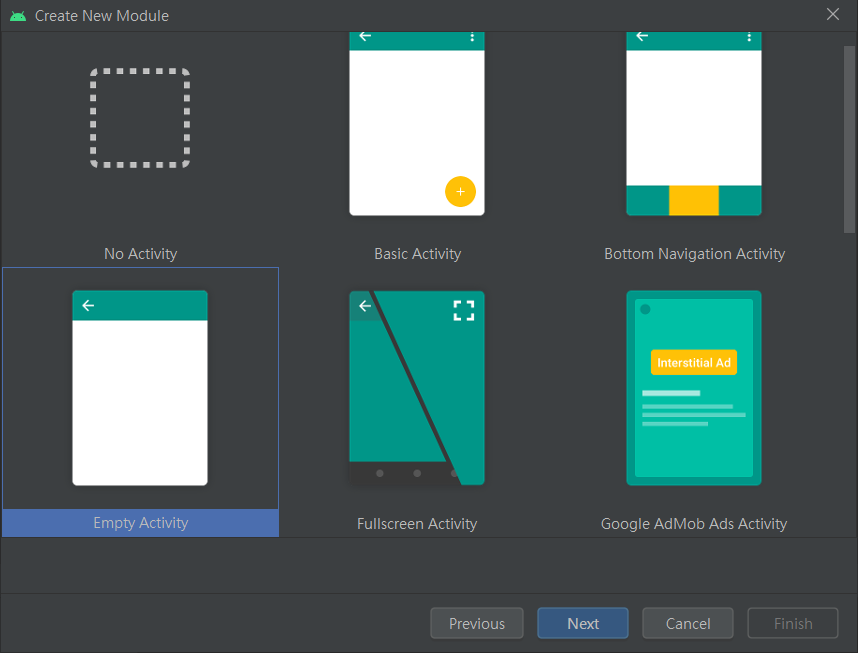 Create New Module
No Activity
Basic Activity
Bottom Navigation Activity
Interstitial Ad
Empty Activity
Fullscreen Activity
Google AdMob Ads Activity
Previous
Next
Cancel
Finish